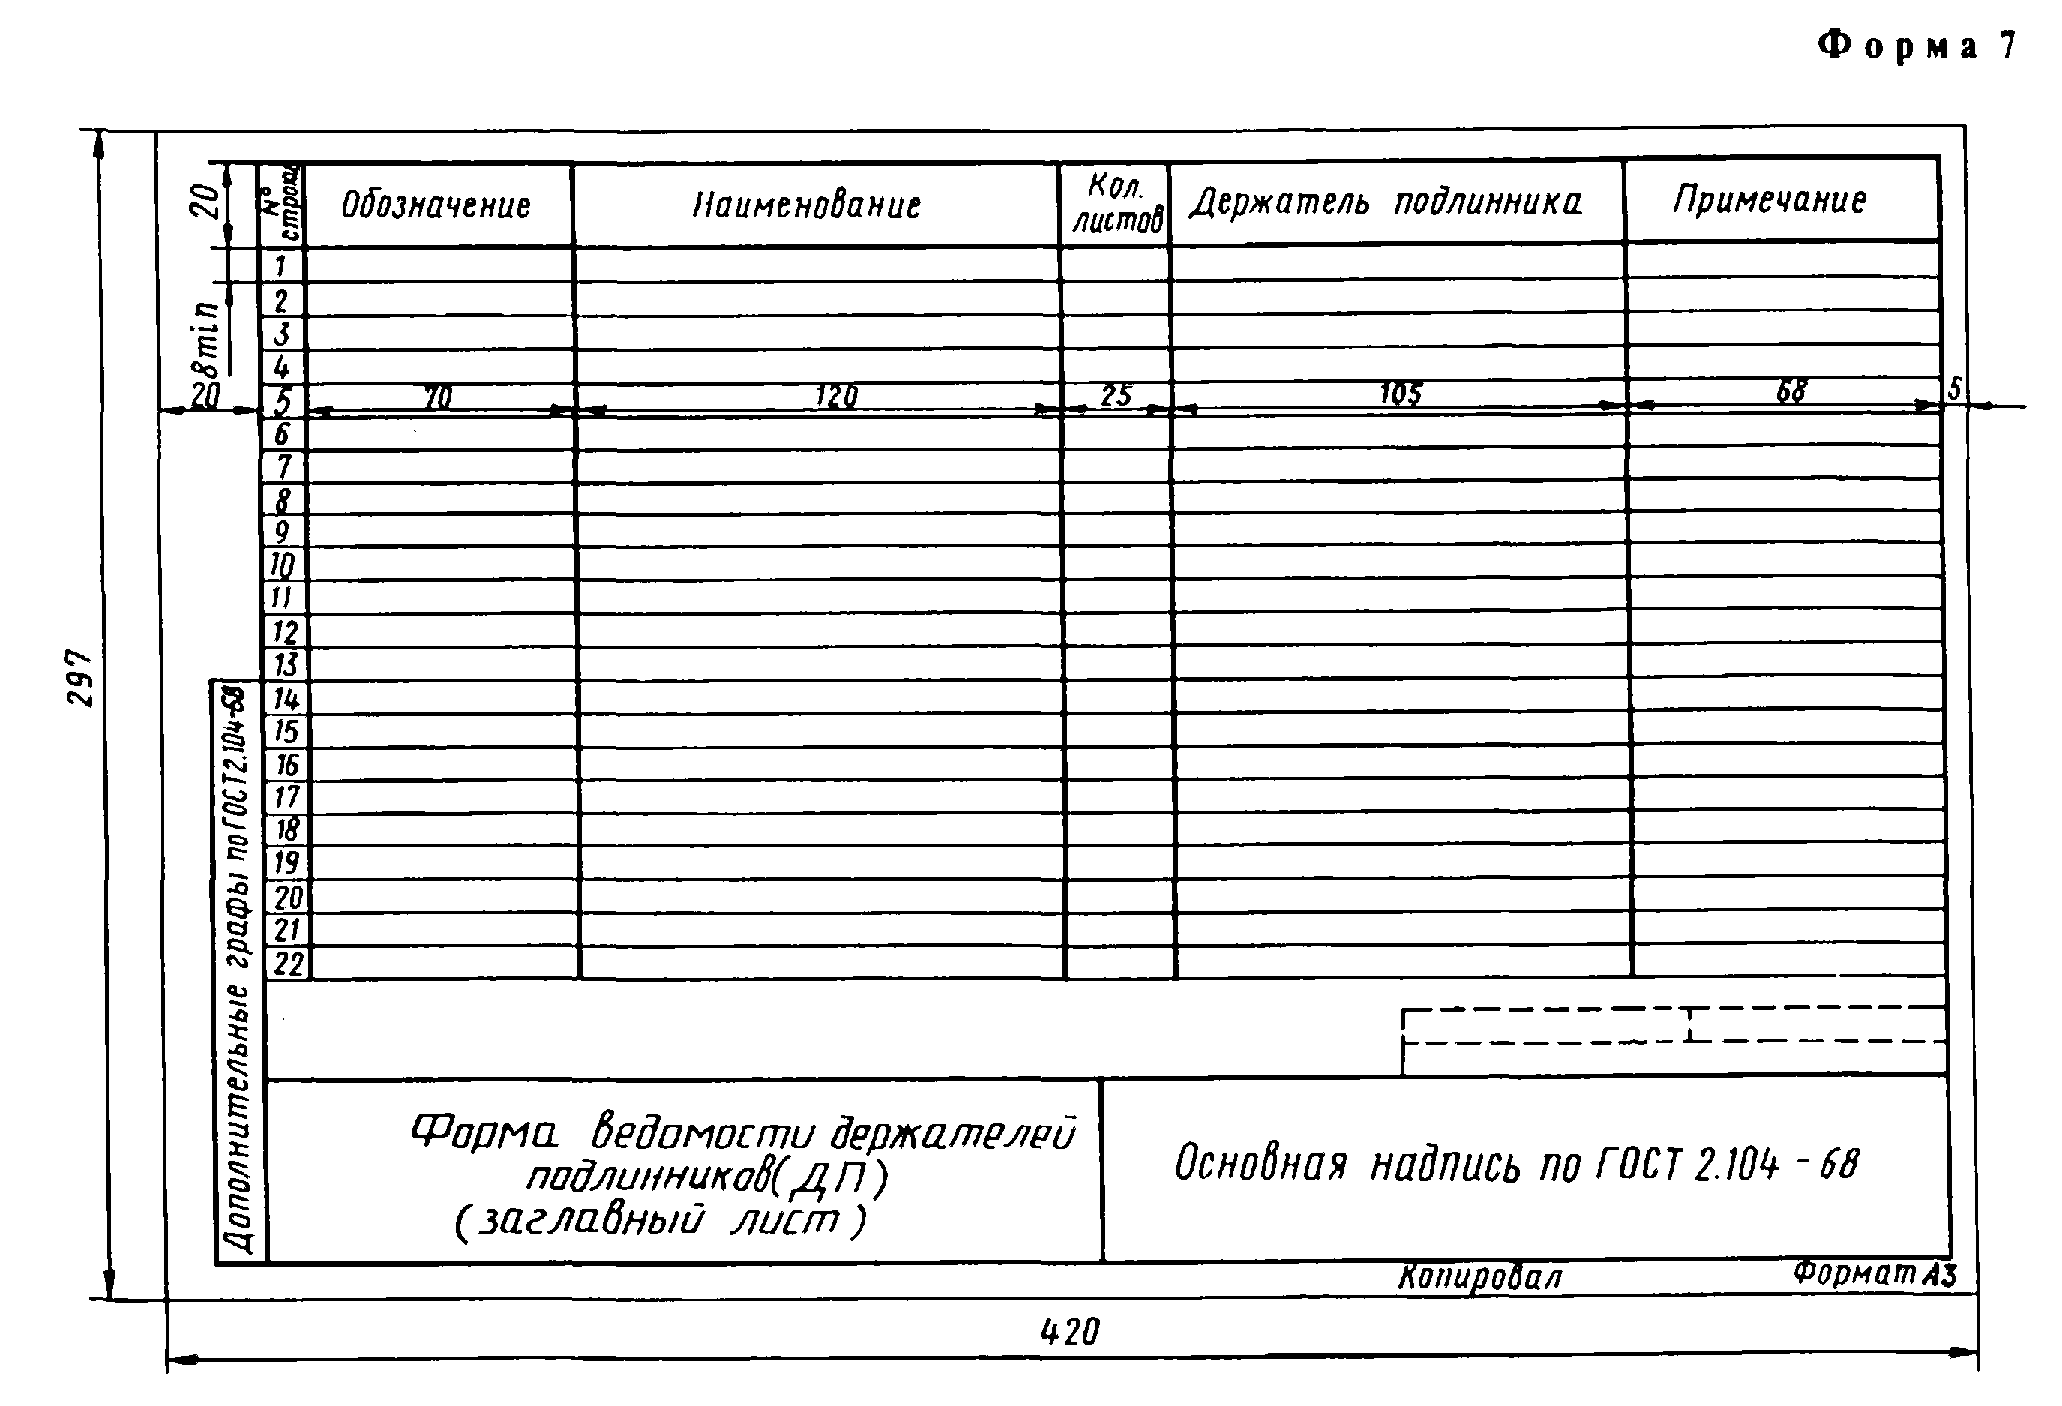 Форма 7
№ строки
Обозначение
Наименование
Кол.
листов
Держатель подлинника
Примечание
20
8min
1
2
3
4
5
20
70
120
25
105
68
5
6
7
8
9
10
11
12
13
14
15
16
17
18
19
20
21
22
297
Дополнительные графы по ГОСТ 2.104-68
Форма ведомости держателей
подлинников (ДП)
(заглавный лист)
Основная надпись по ГОСТ 2.104 - 68
Копировал
Формат А3
420